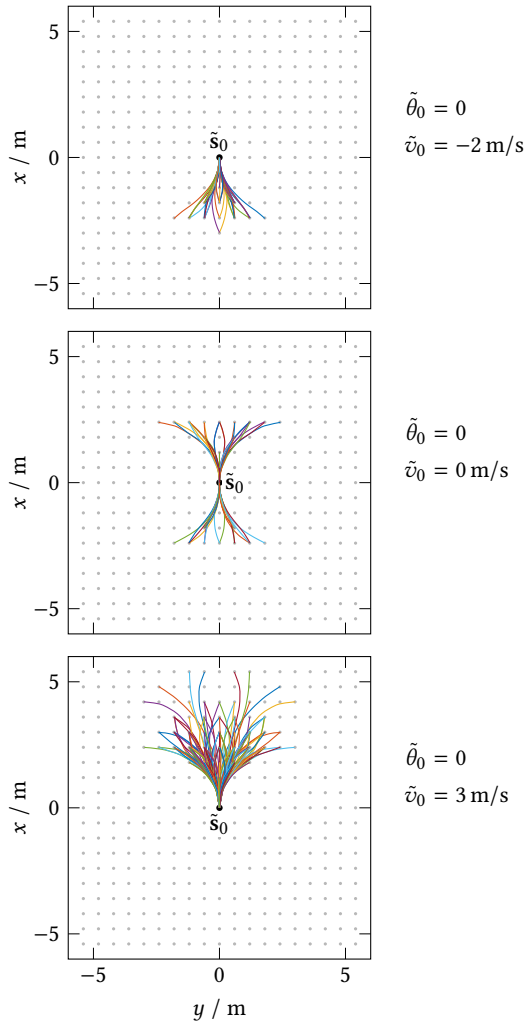 5
0
−5
x / m
s̃₀
θ̃₀ = 0
ṽ₀ = −2 m/s
5
0
−5
x / m
s̃₀
θ̃₀ = 0
ṽ₀ = 0 m/s
5
0
−5
x / m
s̃₀
θ̃₀ = 0
ṽ₀ = 3 m/s
−5 0 5
y / m